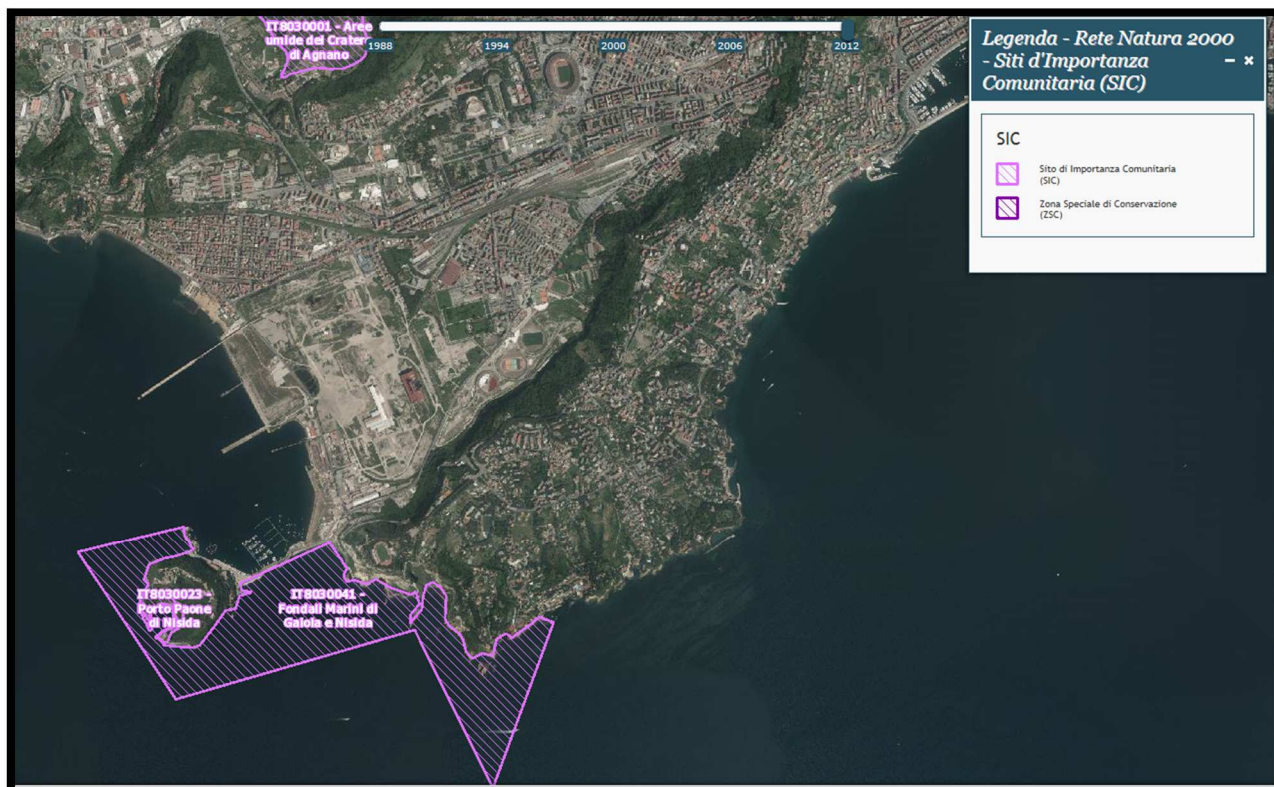 IT8030001 - Aree
umide del Crater
di Agnano
1988
1994
2000
2006
2012
Legenda - Rete Natura 2000
- Siti d'Importanza
Comunitaria (SIC)
SIC
Sito di Importanza Comunitaria
(SIC)
Zona Speciale di Conservazione
(ZSC)
IT8030023 -
Porto Paone
di Nisida
IT8030041 -
Fondali Marini di
Gaiola e Nisida